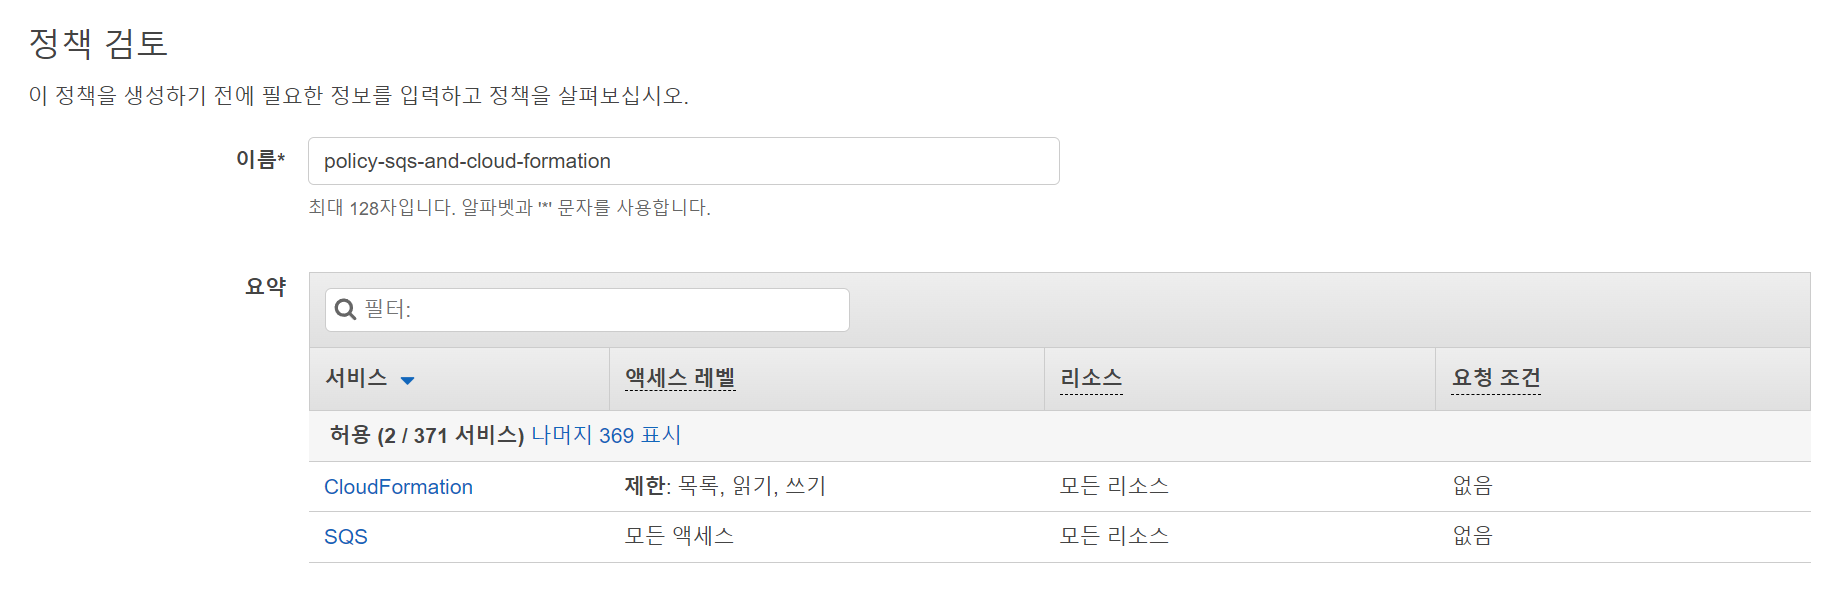 정책 검토
이 정책을 생성하기 전에 필요한 정보를 입력하고 정책을 살펴보십시오.
이름* policy-sqs-and-cloud-formation
최대 128자입니다. 알파벳과 '*' 문자를 사용합니다.
요약 필터:
서비스 액세스 레벨 리소스 요청 조건
허용 (2 / 371 서비스) 나머지 369 표시
CloudFormation 제한: 목록, 읽기, 쓰기 모든 리소스 없음
SQS 모든 액세스 모든 리소스 없음